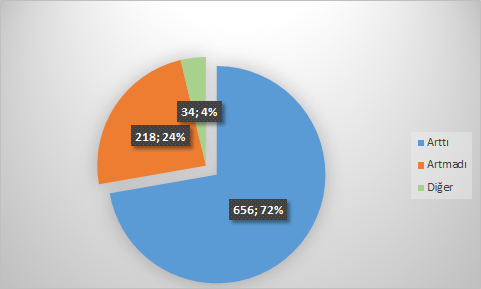 34; 4%
218; 24%
656; 72%
Arttı
Artmadı
Diğer